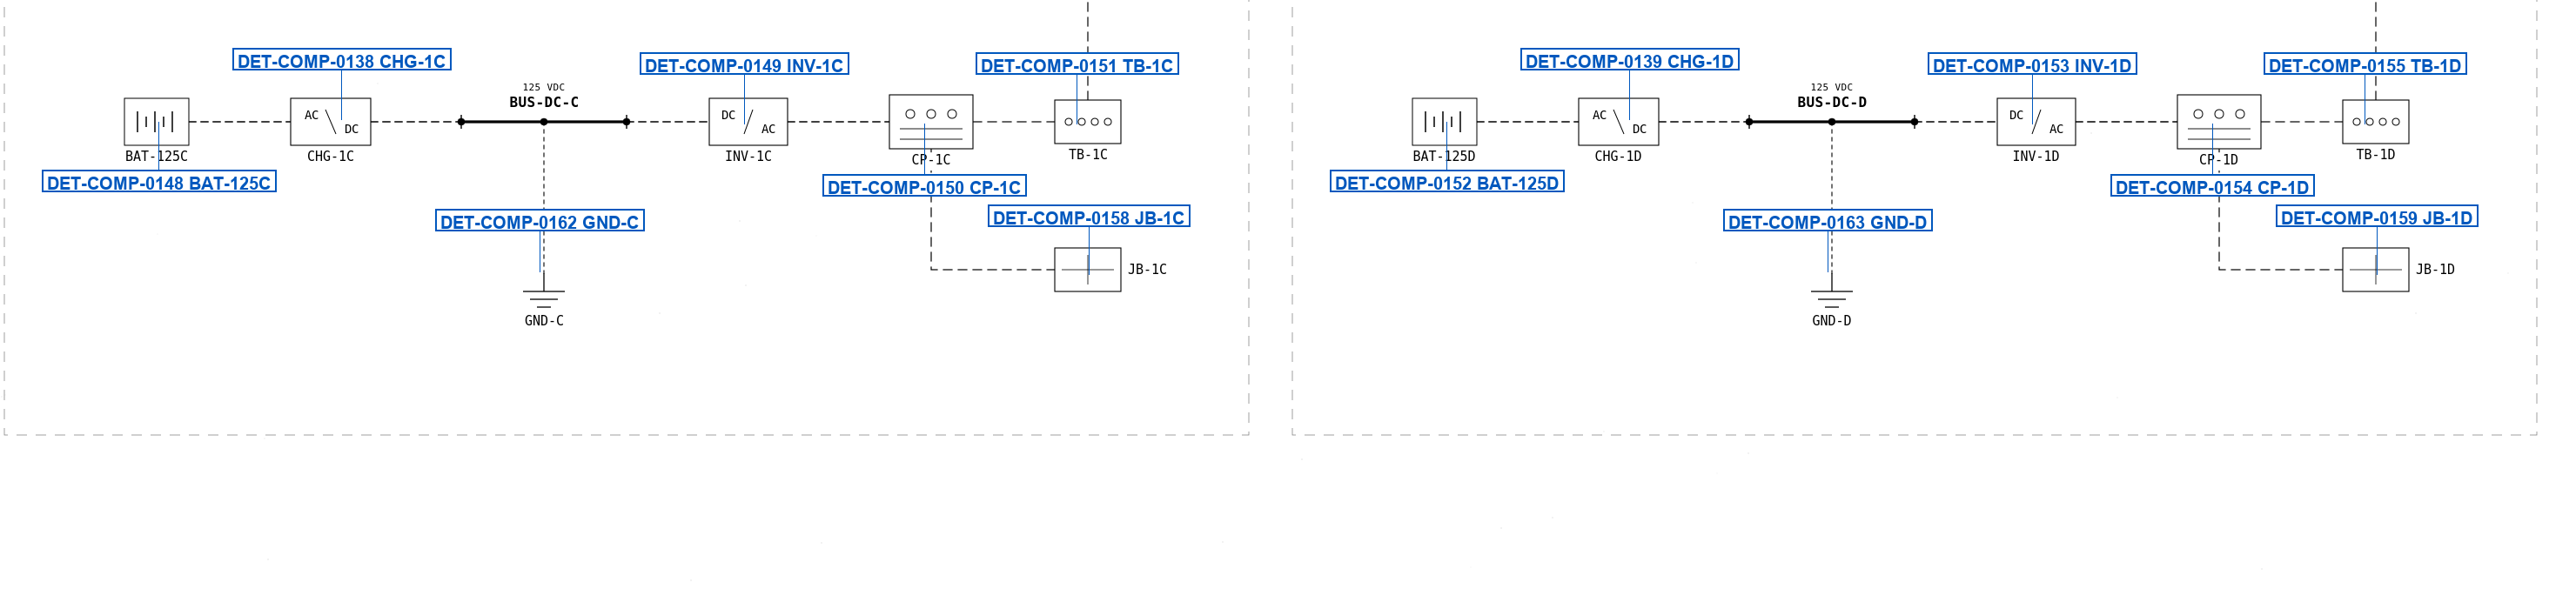 DET-COMP-0138 CHG-1C
DET-COMP-0149 INV-1C
DET-COMP-0151 TB-1C
125 VDC
BUS-DC-C
AC
DC
DC
AC
BAT-125C
CHG-1C
INV-1C
CP-1C
TB-1C
DET-COMP-0148 BAT-125C
DET-COMP-0150 CP-1C
DET-COMP-0162 GND-C
DET-COMP-0158 JB-1C
JB-1C
GND-C
DET-COMP-0139 CHG-1D
DET-COMP-0153 INV-1D
DET-COMP-0155 TB-1D
125 VDC
BUS-DC-D
AC
DC
DC
AC
BAT-125D
CHG-1D
INV-1D
CP-1D
TB-1D
DET-COMP-0152 BAT-125D
DET-COMP-0154 CP-1D
DET-COMP-0163 GND-D
DET-COMP-0159 JB-1D
JB-1D
GND-D